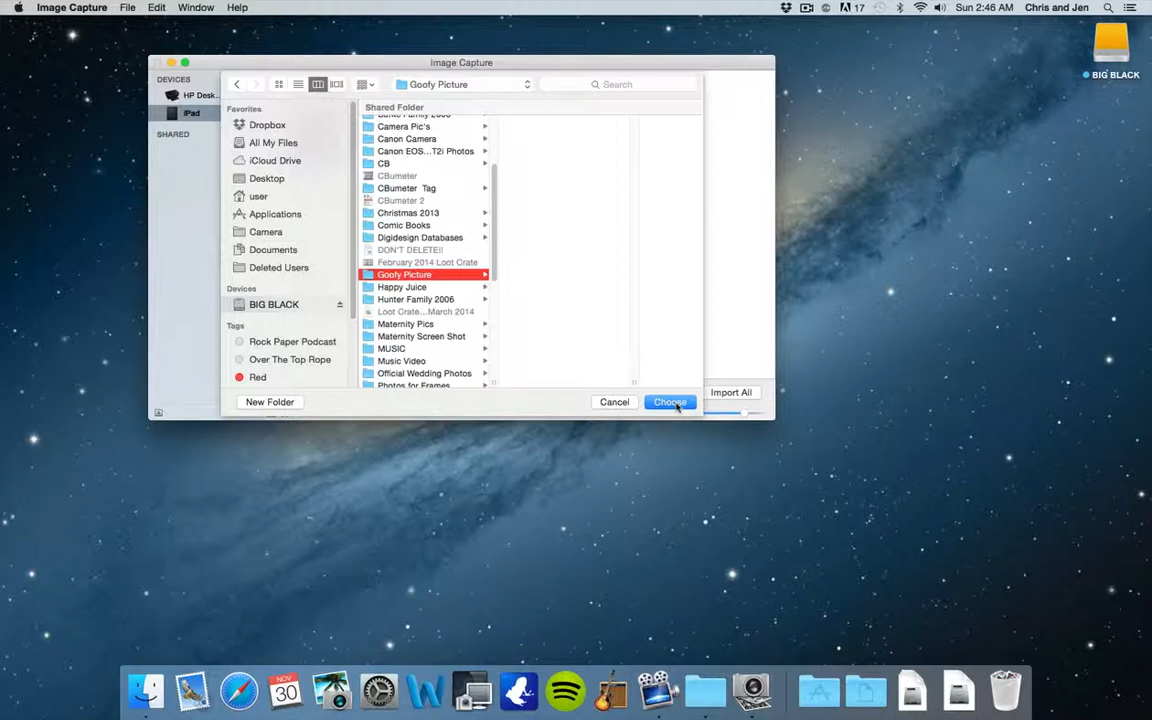 Image Capture File Edit Window Help
17 Sun 2:46 AM Chris and Jen
BIG BLACK
Image Capture
DEVICES
HP Desk...
iPad
SHARED
Goofy Picture
Search
Favorites
Dropbox
All My Files
iCloud Drive
Desktop
user
Applications
Camera
Documents
Deleted Users
Devices
BIG BLACK
Tags
Rock Paper Podcast
Over The Top Rope
Red
Shared Folder
Camera Pic's
Canon Camera
Canon EOS...T2i Photos
CB
CBumeter
CBumeter Tag
CBumeter 2
Christmas 2013
Comic Books
Digidesign Databases
DON'T DELETE!!
February 2014 Loot Crate
Goofy Picture
Happy Juice
Hunter Family 2006
Loot Crate...March 2014
Maternity Pics
Maternity Screen Shot
MUSIC
Music Video
Official Wedding Photos
Photos for Frames
New Folder
Cancel
Choose
Import All
NOV
30